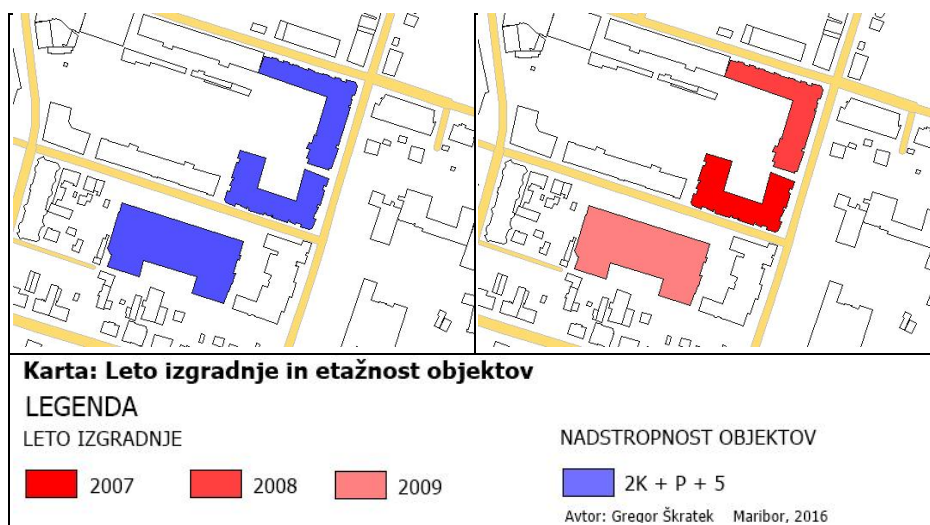 Karta: Leto izgradnje in etažnost objektov
LEGENDA
LETO IZGRADNJE
2007
2008
2009
NADSTROPNOST OBJEKTOV
2K + P + 5
Avtor: Gregor Škratek Maribor, 2016